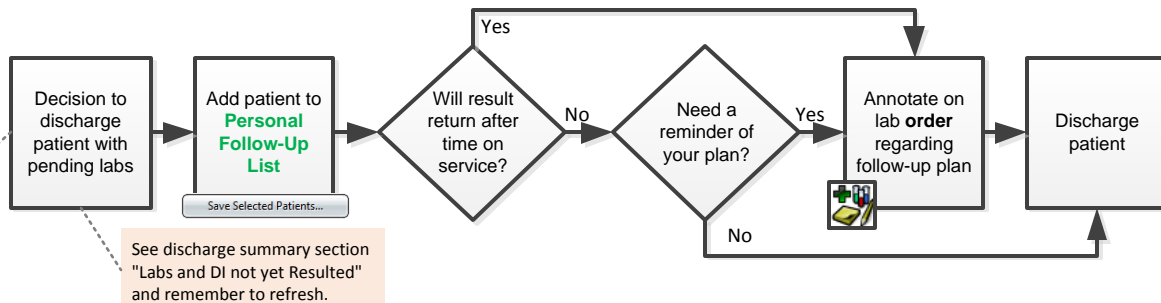 Yes
Decision to
discharge
patient with
pending labs
Add patient to
Personal
Follow-Up
List
Save Selected Patients...
Will result
return after
time on
service?
No
Need a
reminder of
your plan?
Yes
Annotate on
lab order
regarding
follow-up plan
Discharge
patient
No
See discharge summary section
"Labs and DI not yet Resulted"
and remember to refresh.